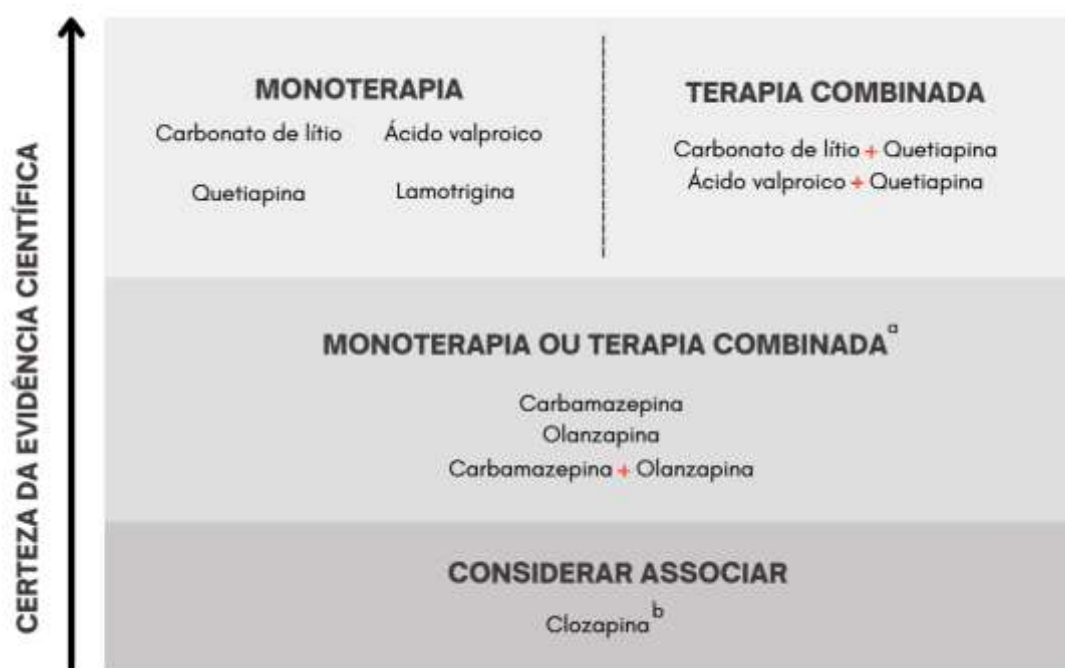 CERTEZA DA EVIDÊNCIA CIENTÍFICA
MONOTERAPIA
Carbonato de lítio Ácido valproico
Quetiapina Lamotrigina
TERAPIA COMBINADA
Carbonato de lítio + Quetiapina
Ácido valproico + Quetiapina
MONOTERAPIA OU TERAPIA COMBINADA a
Carbamazepina
Olanzapina
Carbamazepina + Olanzapina
CONSIDERAR ASSOCIAR
Clozapina b